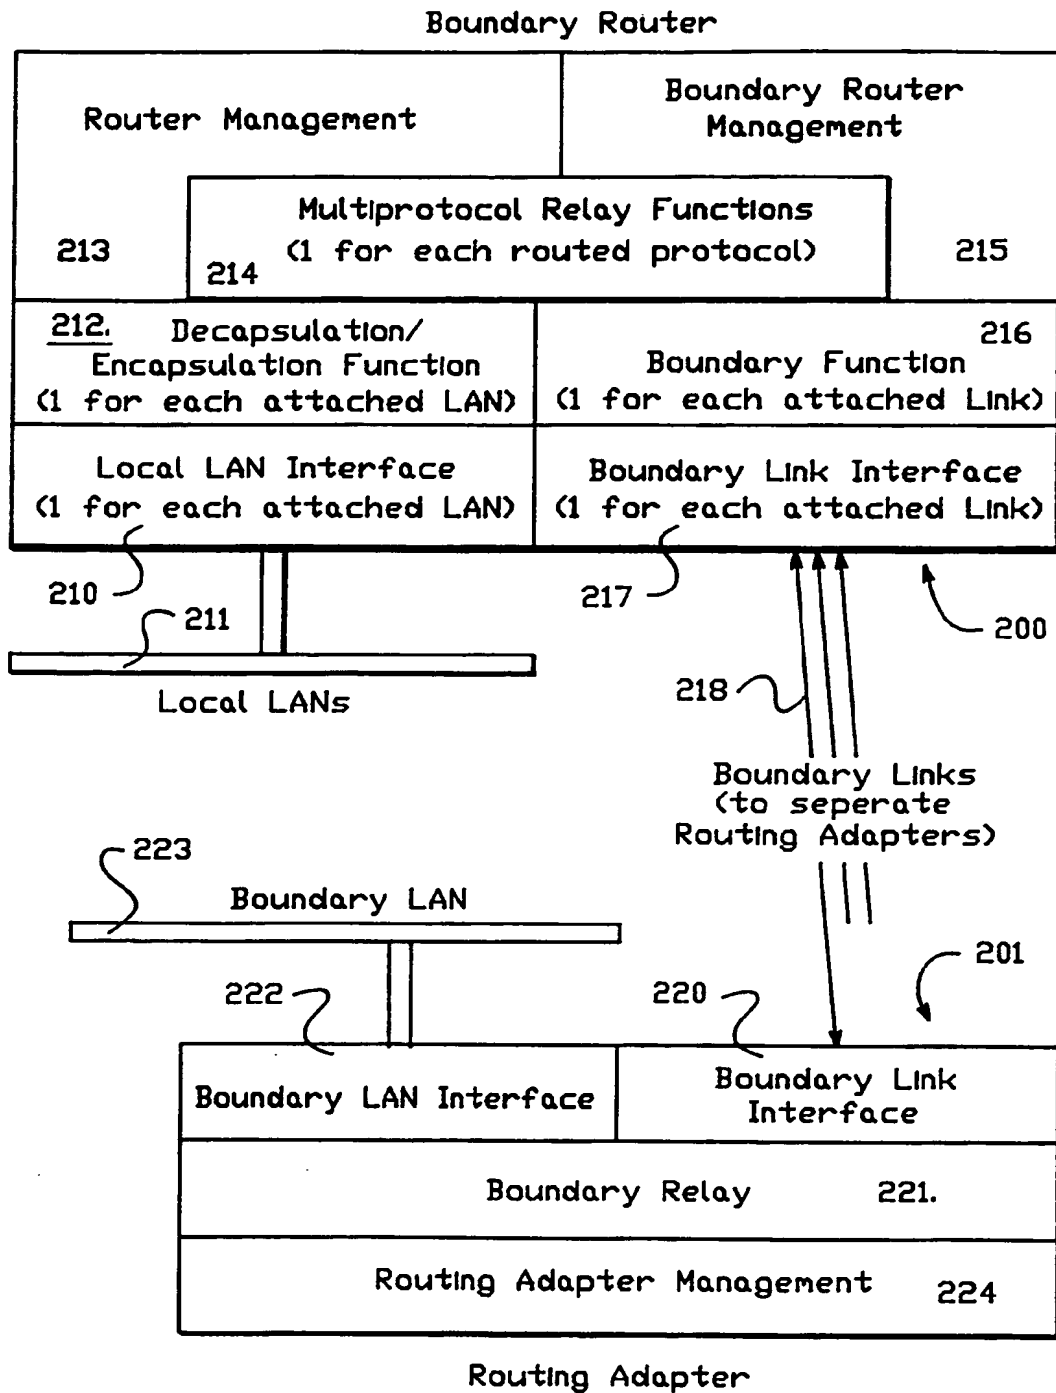 Boundary Router
Router Management
Boundary Router
Management
Multiprotocol Relay Functions
(1 for each routed protocol)
213
214
215
212. Decapsulation/
Encapsulation Function
(1 for each attached LAN)
216
Boundary Function
(1 for each attached Link)
Local LAN Interface
(1 for each attached LAN)
Boundary Link Interface
(1 for each attached Link)
210
211
217
200
Local LANs
218
Boundary Links
(to seperate
Routing Adapters)
223
Boundary LAN
222
220
201
Boundary LAN Interface
Boundary Link
Interface
Boundary Relay 221.
Routing Adapter Management 224
Routing Adapter